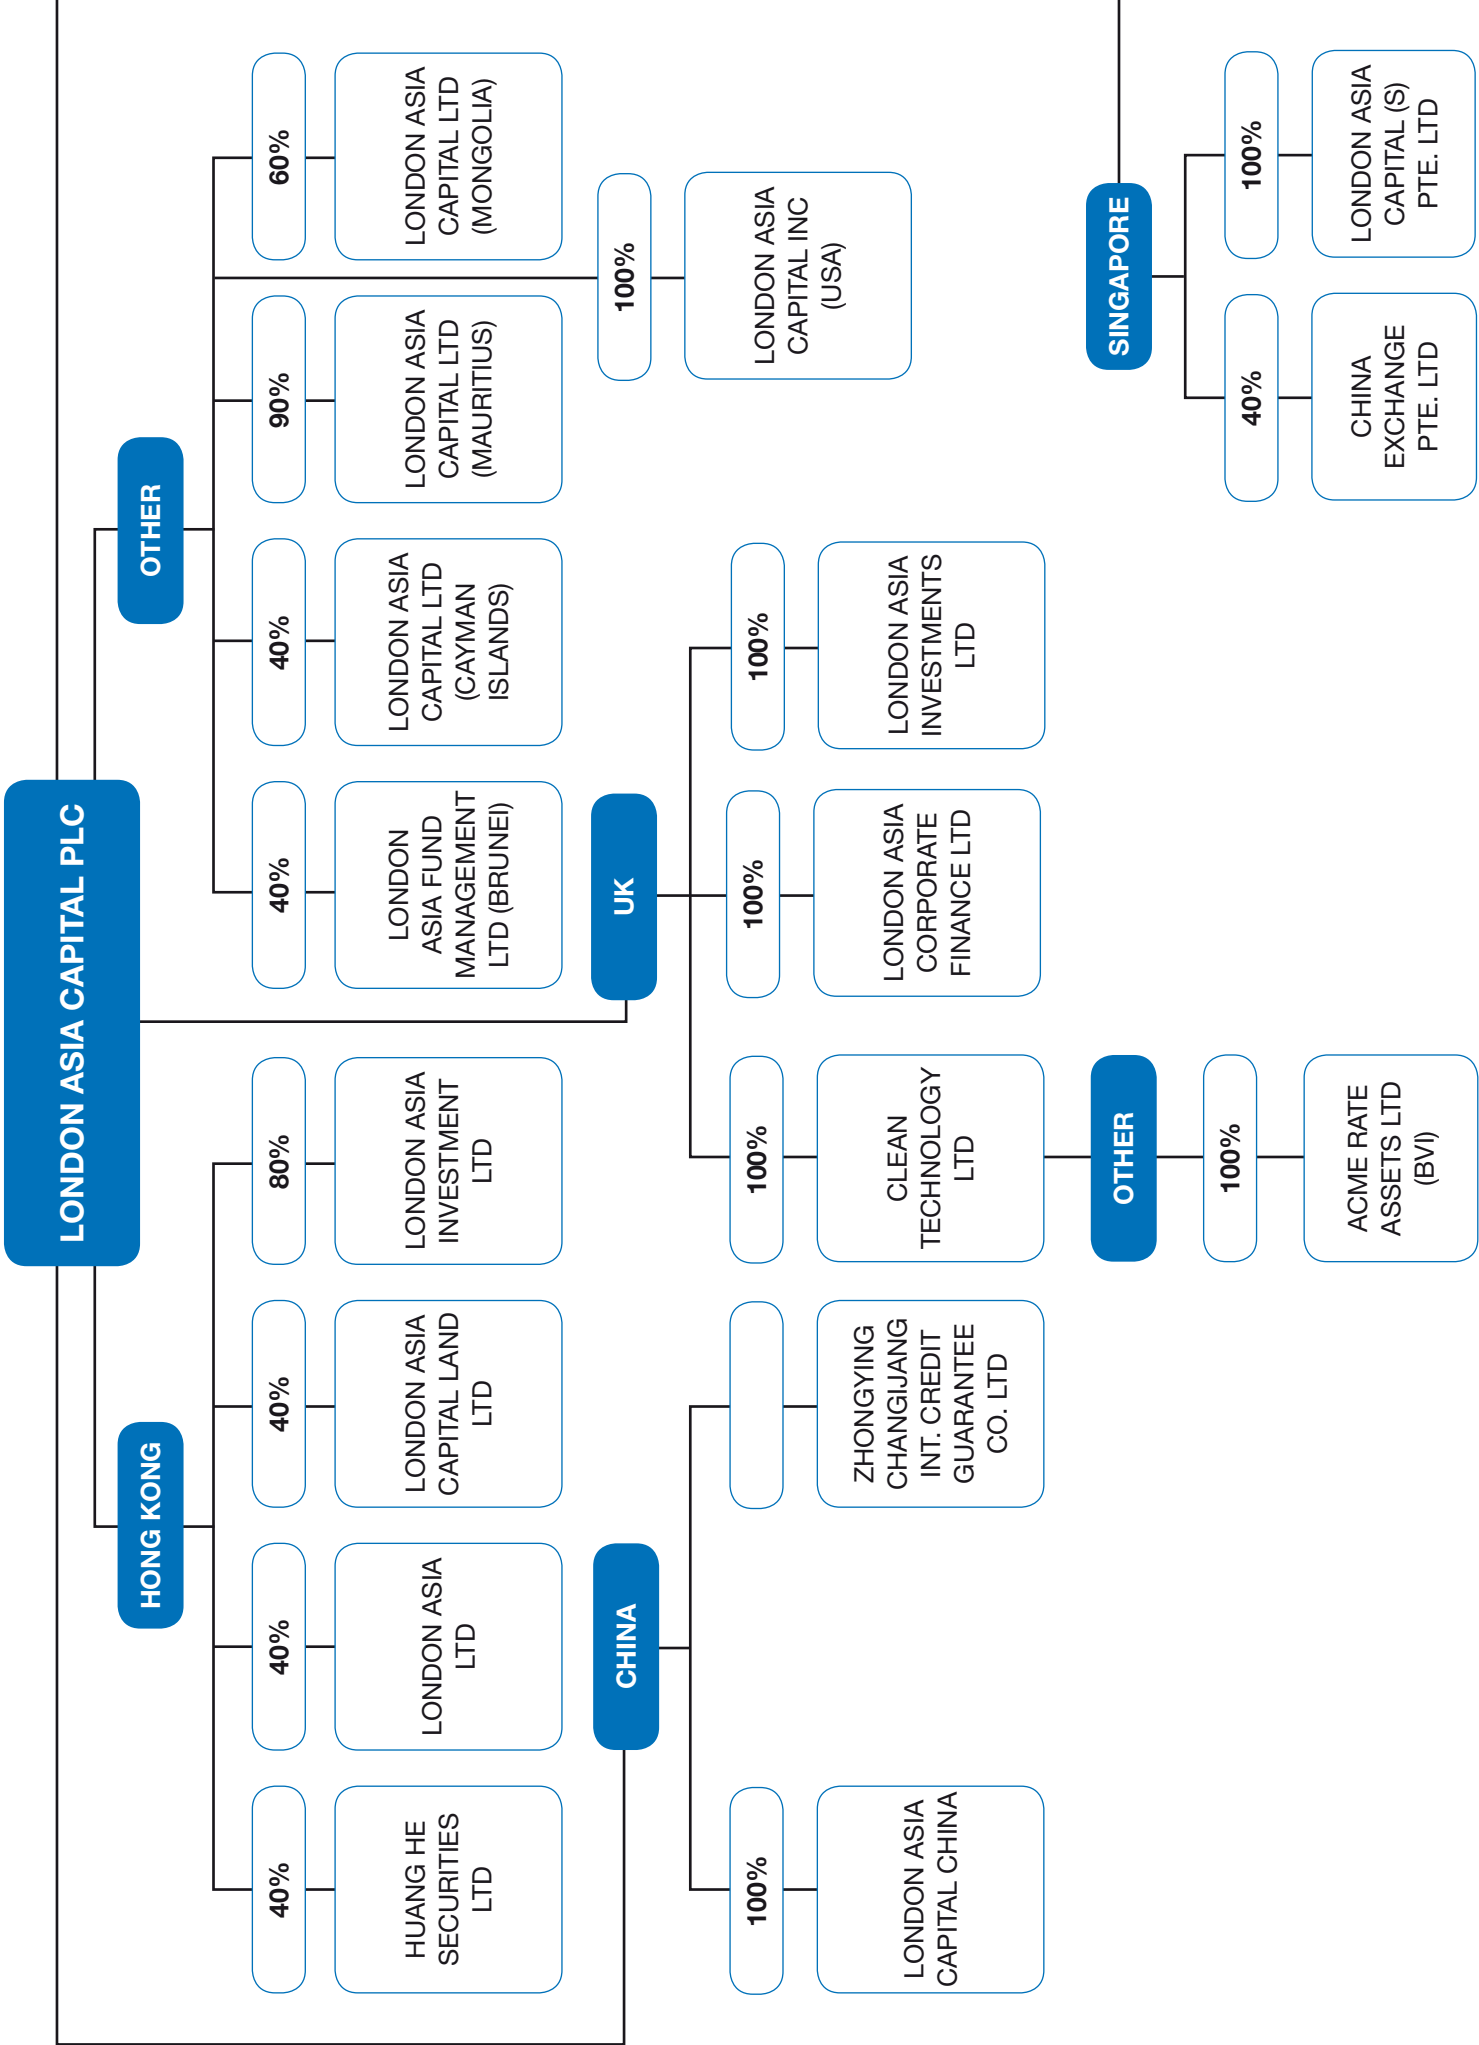 LONDON ASIA CAPITAL PLC
HONG KONG
40%
HUANG HE
SECURITIES
LTD
40%
LONDON ASIA
LTD
40%
LONDON ASIA
CAPITAL LAND
LTD
80%
LONDON ASIA
INVESTMENT
LTD
OTHER
40%
LONDON
ASIA FUND
MANAGEMENT
LTD (BRUNEI)
40%
LONDON ASIA
CAPITAL LTD
(CAYMAN
ISLANDS)
90%
LONDON ASIA
CAPITAL LTD
(MAURITIUS)
60%
LONDON ASIA
CAPITAL LTD
(MONGOLIA)
100%
LONDON ASIA
CAPITAL INC
(USA)
CHINA
100%
LONDON ASIA
CAPITAL CHINA
ZHONGYING
CHANGIJANG
INT. CREDIT
GUARANTEE
CO. LTD
UK
100%
CLEAN
TECHNOLOGY
LTD
100%
LONDON ASIA
CORPORATE
FINANCE LTD
100%
LONDON ASIA
INVESTMENTS
LTD
OTHER
100%
ACME RATE
ASSETS LTD
(BVI)
SINGAPORE
40%
CHINA
EXCHANGE
PTE. LTD
100%
LONDON ASIA
CAPITAL (S)
PTE. LTD